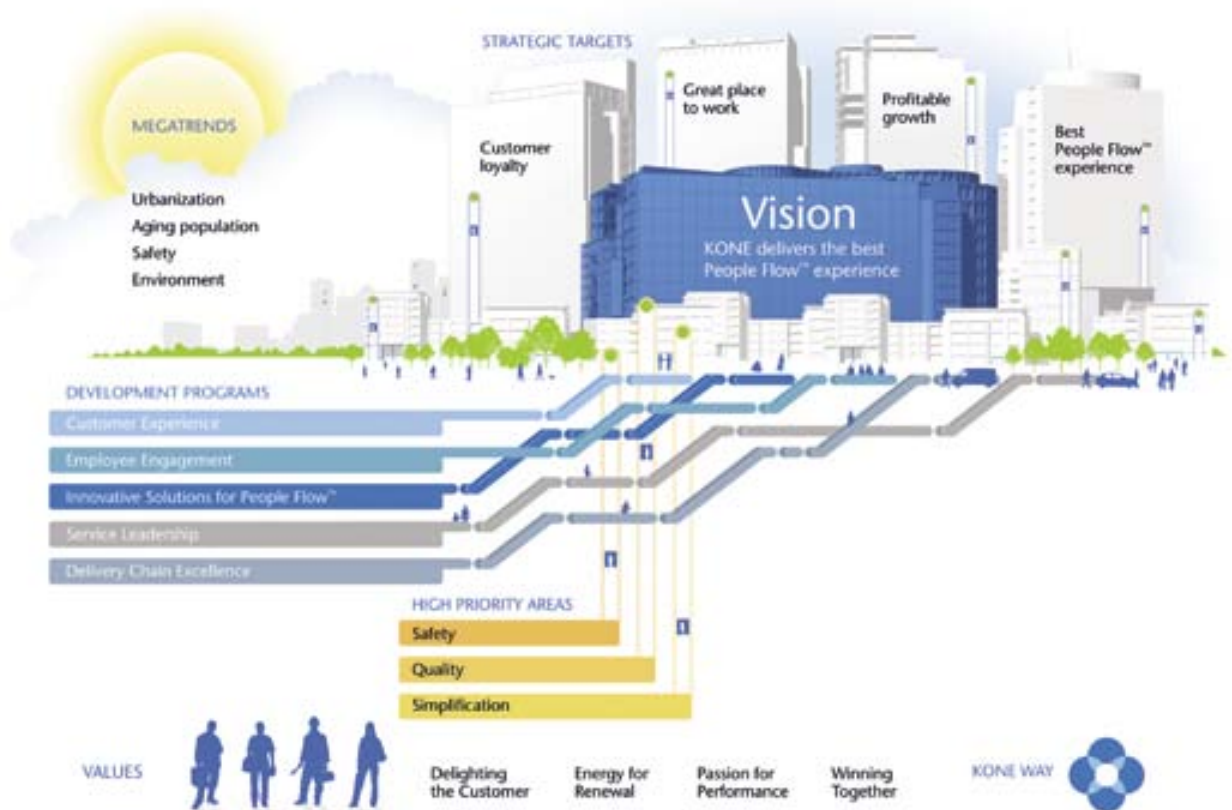 STRATEGIC TARGETS
MEGATRENDS
Urbanization
Aging population
Safety
Environment
Customer
loyalty
Great place
to work
Profitable
growth
Best
People Flow™
experience
Vision
KONE delivers the best
People Flow™ experience
DEVELOPMENT PROGRAMS
Customer Experience
Employee Engagement
Innovative Solutions for People Flow™
Service Leadership
Delivery Chain Excellence
HIGH PRIORITY AREAS
Safety
Quality
Simplification
VALUES
Delighting
the Customer
Energy for
Renewal
Passion for
Performance
Winning
Together
KONE WAY